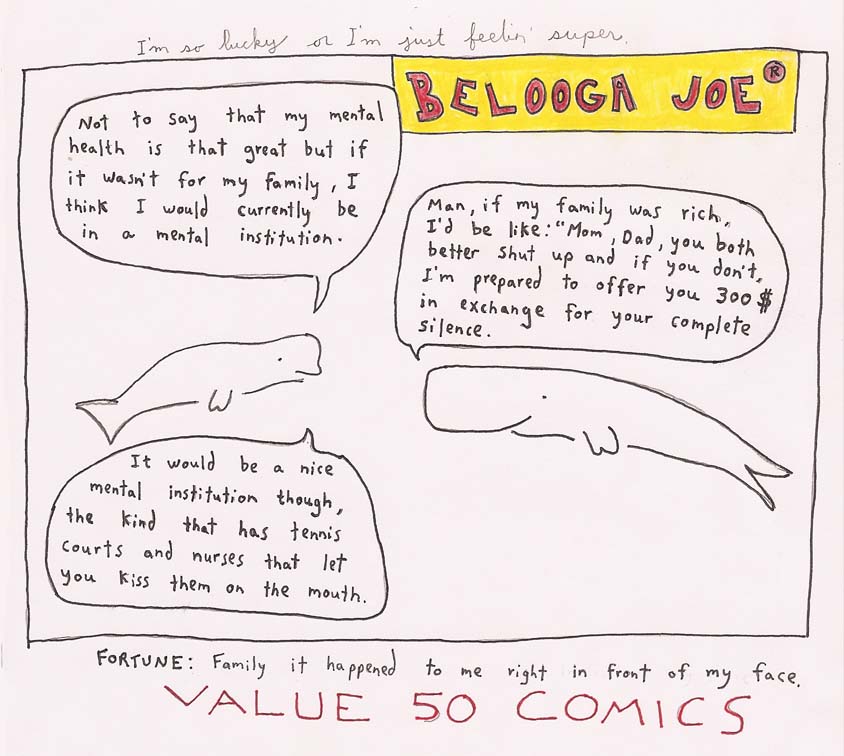 I'm so lucky or I'm just feelin' super.
BELOOGA JOE®
Not to say that my mental
health is that great but if
it wasn't for my family, I
think I would currently be
in a mental institution.
Man, if my family was rich,
I'd be like: "Mom, Dad, you both
better shut up and if you don't,
I'm prepared to offer you 300$
in exchange for your complete
silence.
It would be a nice
mental institution though,
the kind that has tennis
courts and nurses that let
you kiss them on the mouth.
FORTUNE: Family it happened to me right in front of my face.
VALUE 50 COMICS